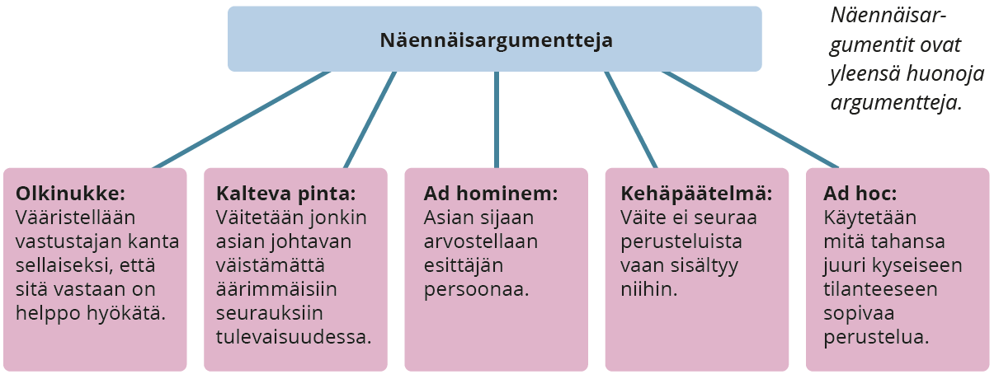 Näennäisargumentteja
Näennäisar-
gumentit ovat
yleensä huonoja
argumentteja.
Olkinukke:
Vääristellään
vastustajan kanta
sellaiseksi, että
sitä vastaan on
helppo hyökätä.
Kalteva pinta:
Väitetään jonkin
asian johtavan
väistämättä
äärimmäisiin
seurauksiin
tulevaisuudessa.
Ad hominem:
Asian sijaan
arvostellaan
esittäjän
persoonaa.
Kehäpäätelmä:
Väite ei seuraa
perusteluista
vaan sisältyy
niihin.
Ad hoc:
Käytetään
mitä tahansa
juuri kyseiseen
tilanteeseen
sopivaa
perustelua.